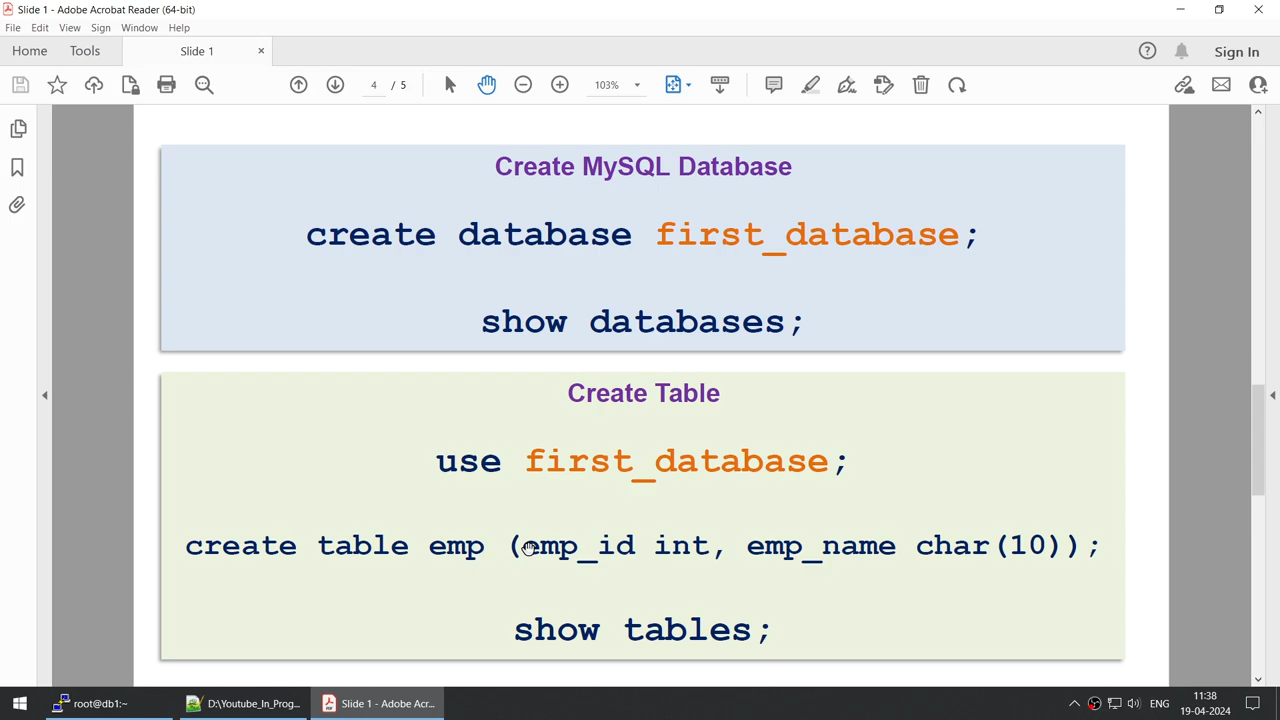 Slide 1 - Adobe Acrobat Reader (64-bit)
File Edit View Sign Window Help
Home Tools Slide 1 × Sign In
4 / 5 103%
Create MySQL Database
create database first_database;
show databases;
Create Table
use first_database;
create table emp (emp_id int, emp_name char(10));
show tables;
root@db1:~ D:\Youtube_In_Prog... Slide 1 - Adobe Acr... ENG 11:38
19-04-2024